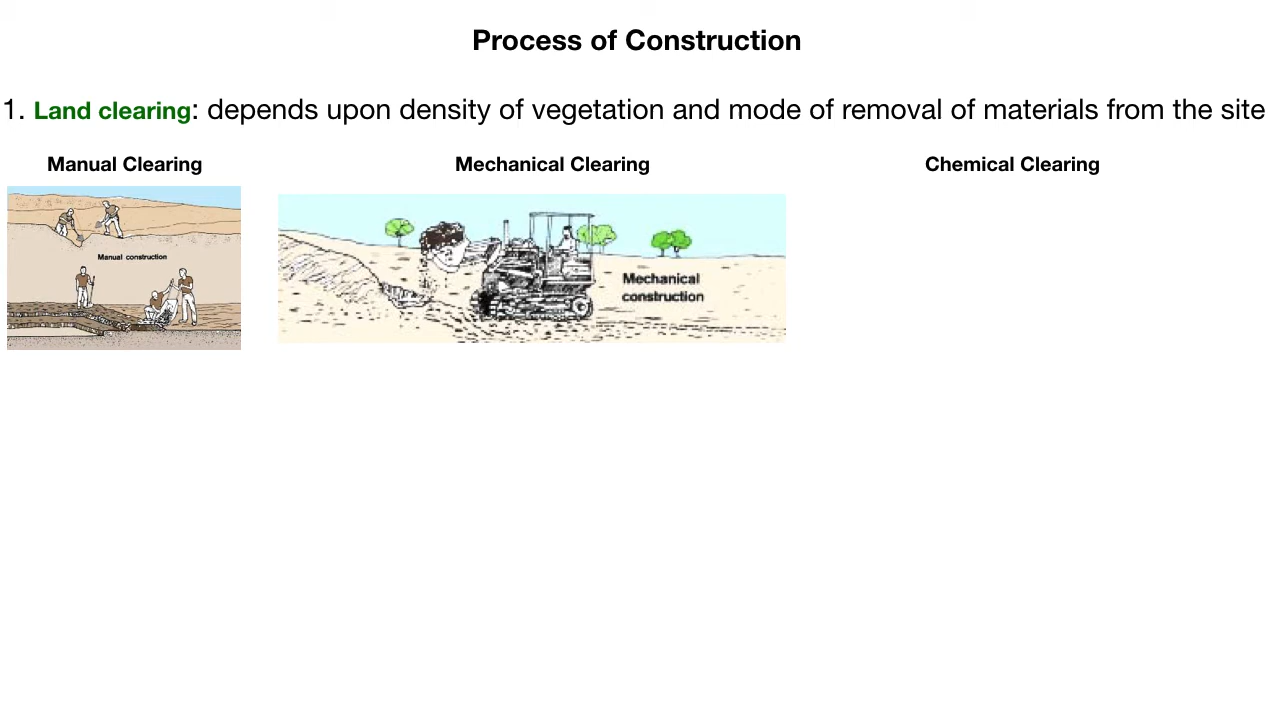 Process of Construction
1. Land clearing: depends upon density of vegetation and mode of removal of materials from the site
Manual Clearing
Mechanical Clearing
Chemical Clearing
Manual construction
Mechanical
construction